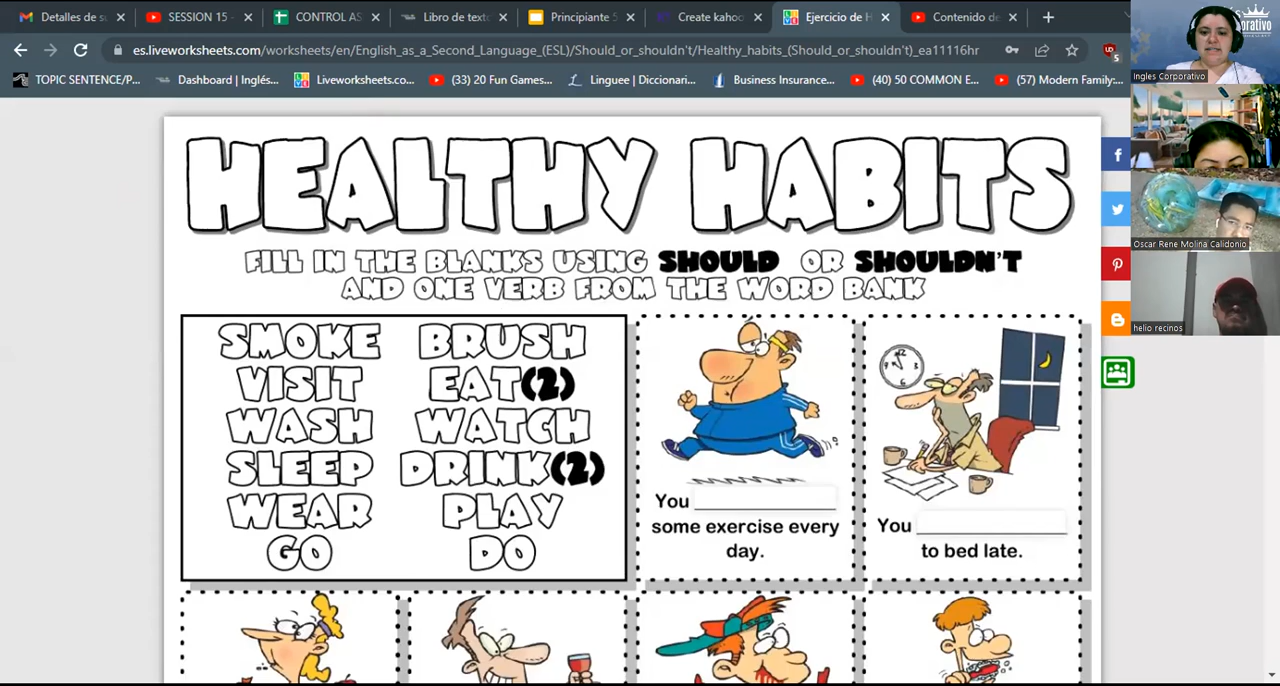 Detalles de su
SESSION 15 -
CONTROL AS
Libro de texto
Principiante 5
Create kahoo
Ejercicio de H
Contenido de
es.liveworksheets.com/worksheets/en/English_as_a_Second_Language_(ESL)/Should_or_shouldn't/Healthy_habits_(Should_or_shouldn't)_ea11116hr
5
TOPIC SENTENCE/P...
Dashboard | Inglés...
Liveworksheets.co...
(33) 20 Fun Games...
Linguee | Diccionari...
Business Insurance...
(40) 50 COMMON E...
(57) Modern Family:...
Ingles Corporativo
Oscar Rene Molina Calidonio
helio recinos
HEALTHY HABITS
FILL IN THE BLANKS USING SHOULD OR SHOULDN'T
AND ONE VERB FROM THE WORD BANK
SMOKE BRUSH
VISIT EAT(2)
WASH WATCH
SLEEP DRINK(2)
WEAR PLAY
GO DO
You
some exercise every
day.
You
to bed late.